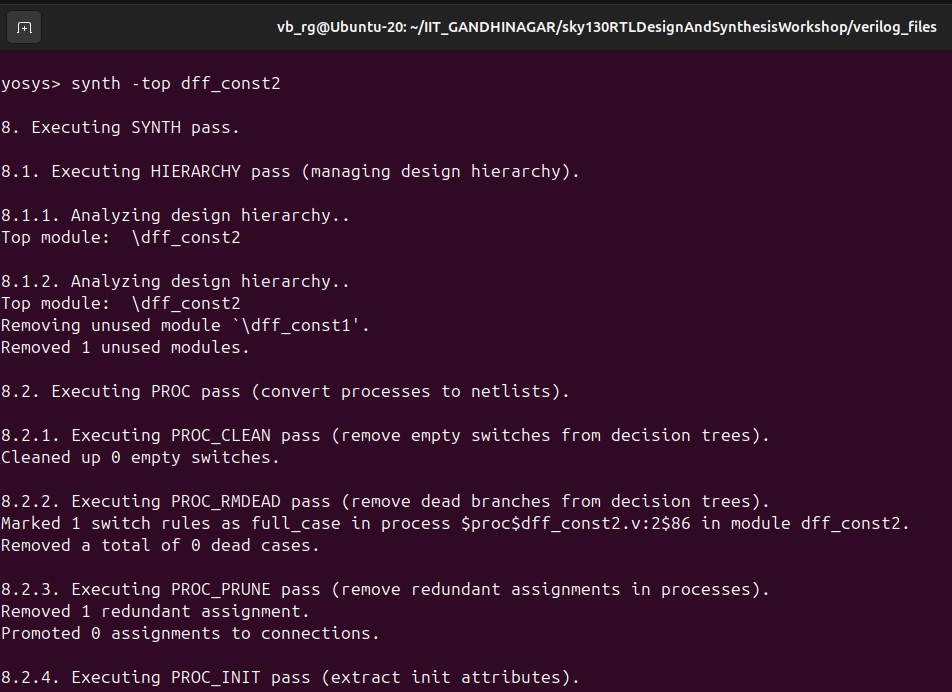 vb_rg@Ubuntu-20: ~/IIT_GANDHINAGAR/sky130RTLDesignAndSynthesisWorkshop/verilog_files
yosys> synth -top dff_const2
8. Executing SYNTH pass.
8.1. Executing HIERARCHY pass (managing design hierarchy).
8.1.1. Analyzing design hierarchy..
Top module:  \dff_const2
8.1.2. Analyzing design hierarchy..
Top module:  \dff_const2
Removing unused module `\dff_const1'.
Removed 1 unused modules.
8.2. Executing PROC pass (convert processes to netlists).
8.2.1. Executing PROC_CLEAN pass (remove empty switches from decision trees).
Cleaned up 0 empty switches.
8.2.2. Executing PROC_RMDEAD pass (remove dead branches from decision trees).
Marked 1 switch rules as full_case in process $proc$dff_const2.v:2$86 in module dff_const2.
Removed a total of 0 dead cases.
8.2.3. Executing PROC_PRUNE pass (remove redundant assignments in processes).
Removed 1 redundant assignment.
Promoted 0 assignments to connections.
8.2.4. Executing PROC_INIT pass (extract init attributes).